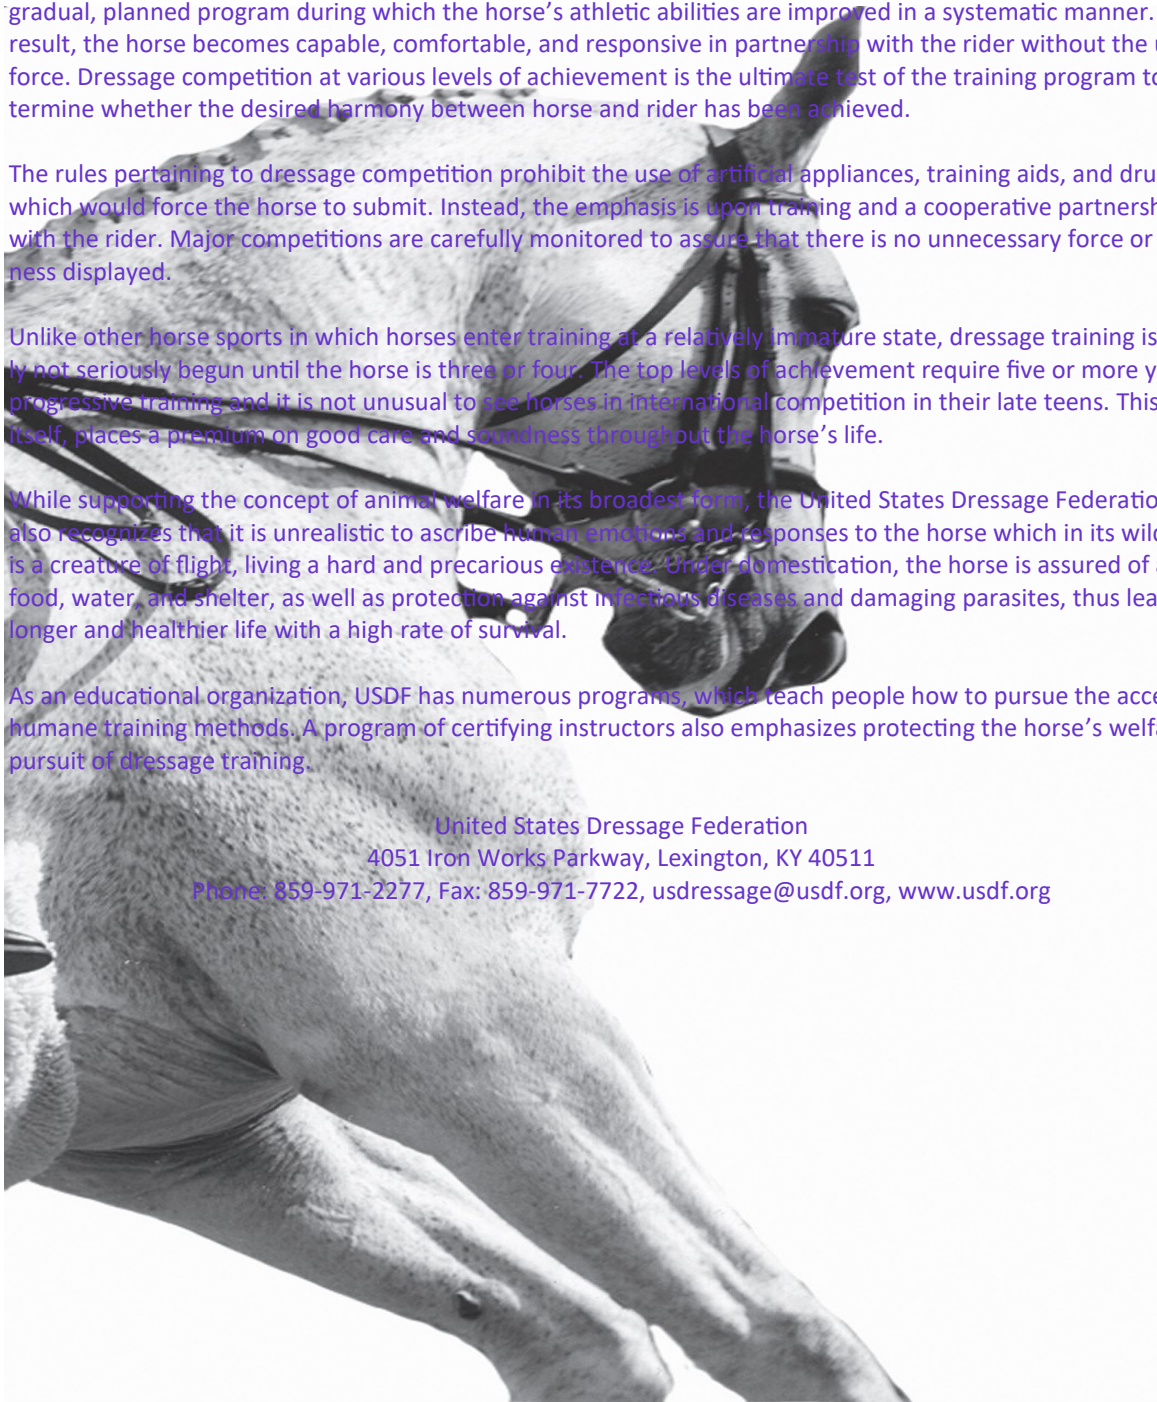 gradual, planned program during which the horse’s athletic abilities are improved in a systematic manner.
result, the horse becomes capable, comfortable, and responsive in partnership with the rider without the
force. Dressage competition at various levels of achievement is the ultimate test of the training program to
termine whether the desired harmony between horse and rider has been achieved.
The rules pertaining to dressage competition prohibit the use of artificial appliances, training aids, and
which would force the horse to submit. Instead, the emphasis is upon training and a cooperative
with the rider. Major competitions are carefully monitored to assure that there is no unnecessary force or
ness displayed.
Unlike other horse sports in which horses enter training at a relatively immature state, dressage training is
ly not seriously begun until the horse is three or four. The top levels of achievement require five or more
progressive training and it is not unusual to see horses in international competition in their late teens. This
itself, places a premium on good care and soundness throughout the horse’s life.
While supporting the concept of animal welfare in its broadest form, the United States Dressage
also recognizes that it is unrealistic to ascribe human emotions and responses to the horse which in its
is a creature of flight, living a hard and precarious existence. Under domestication, the horse is assured of
food, water, and shelter, as well as protection against infectious diseases and damaging parasites, thus
longer and healthier life with a high rate of survival.
As an educational organization, USDF has numerous programs, which teach people how to pursue the
humane training methods. A program of certifying instructors also emphasizes protecting the horse’s
pursuit of dressage training.
United States Dressage Federation
4051 Iron Works Parkway, Lexington, KY 40511
Phone: 859-971-2277, Fax: 859-971-7722, usdressage@usdf.org, www.usdf.org